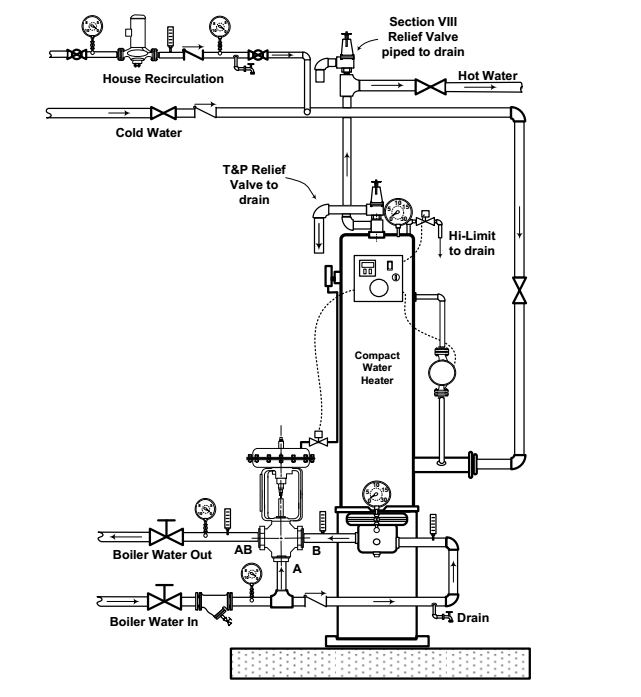 Section VIII
Relief Valve
piped to drain
House Recirculation
Hot Water
Cold Water
T&P Relief
Valve to
drain
Hi-Limit
to drain
Compact
Water
Heater
Boiler Water Out
AB
B
A
Boiler Water In
Drain